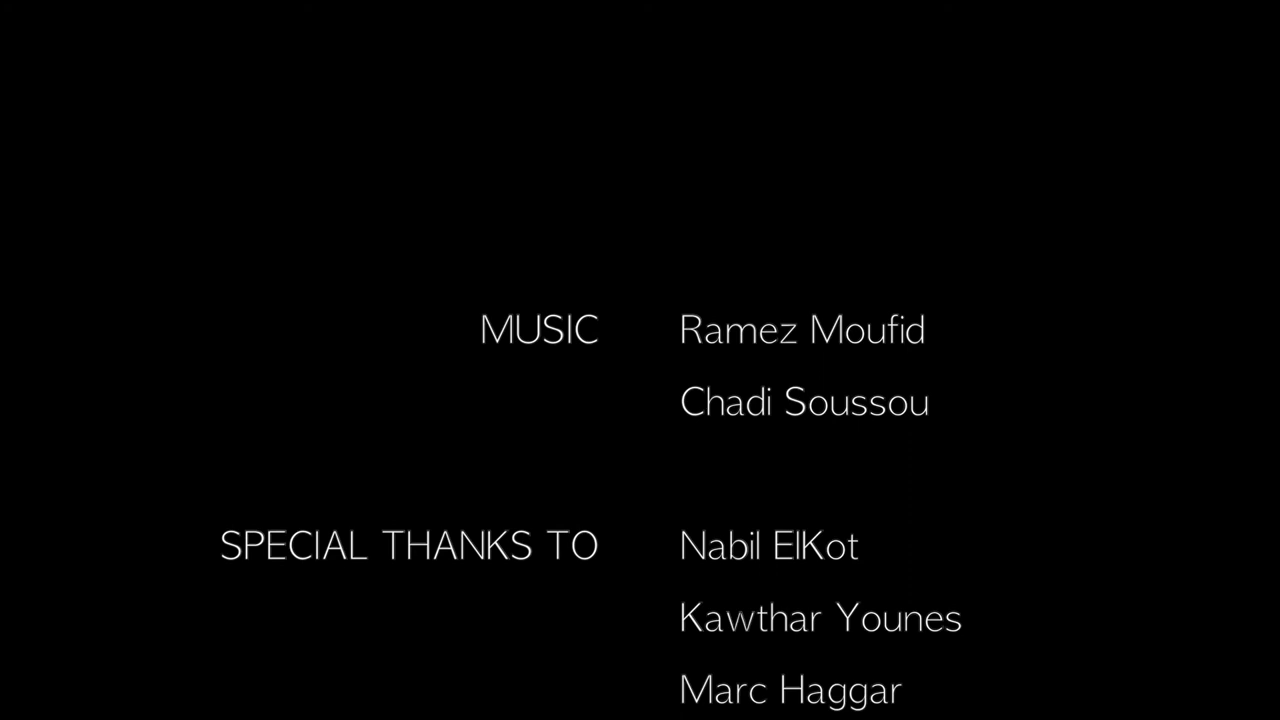 MUSIC Ramez Moufid
Chadi Soussou
SPECIAL THANKS TO Nabil ElKot
Kawthar Younes
Marc Haggar